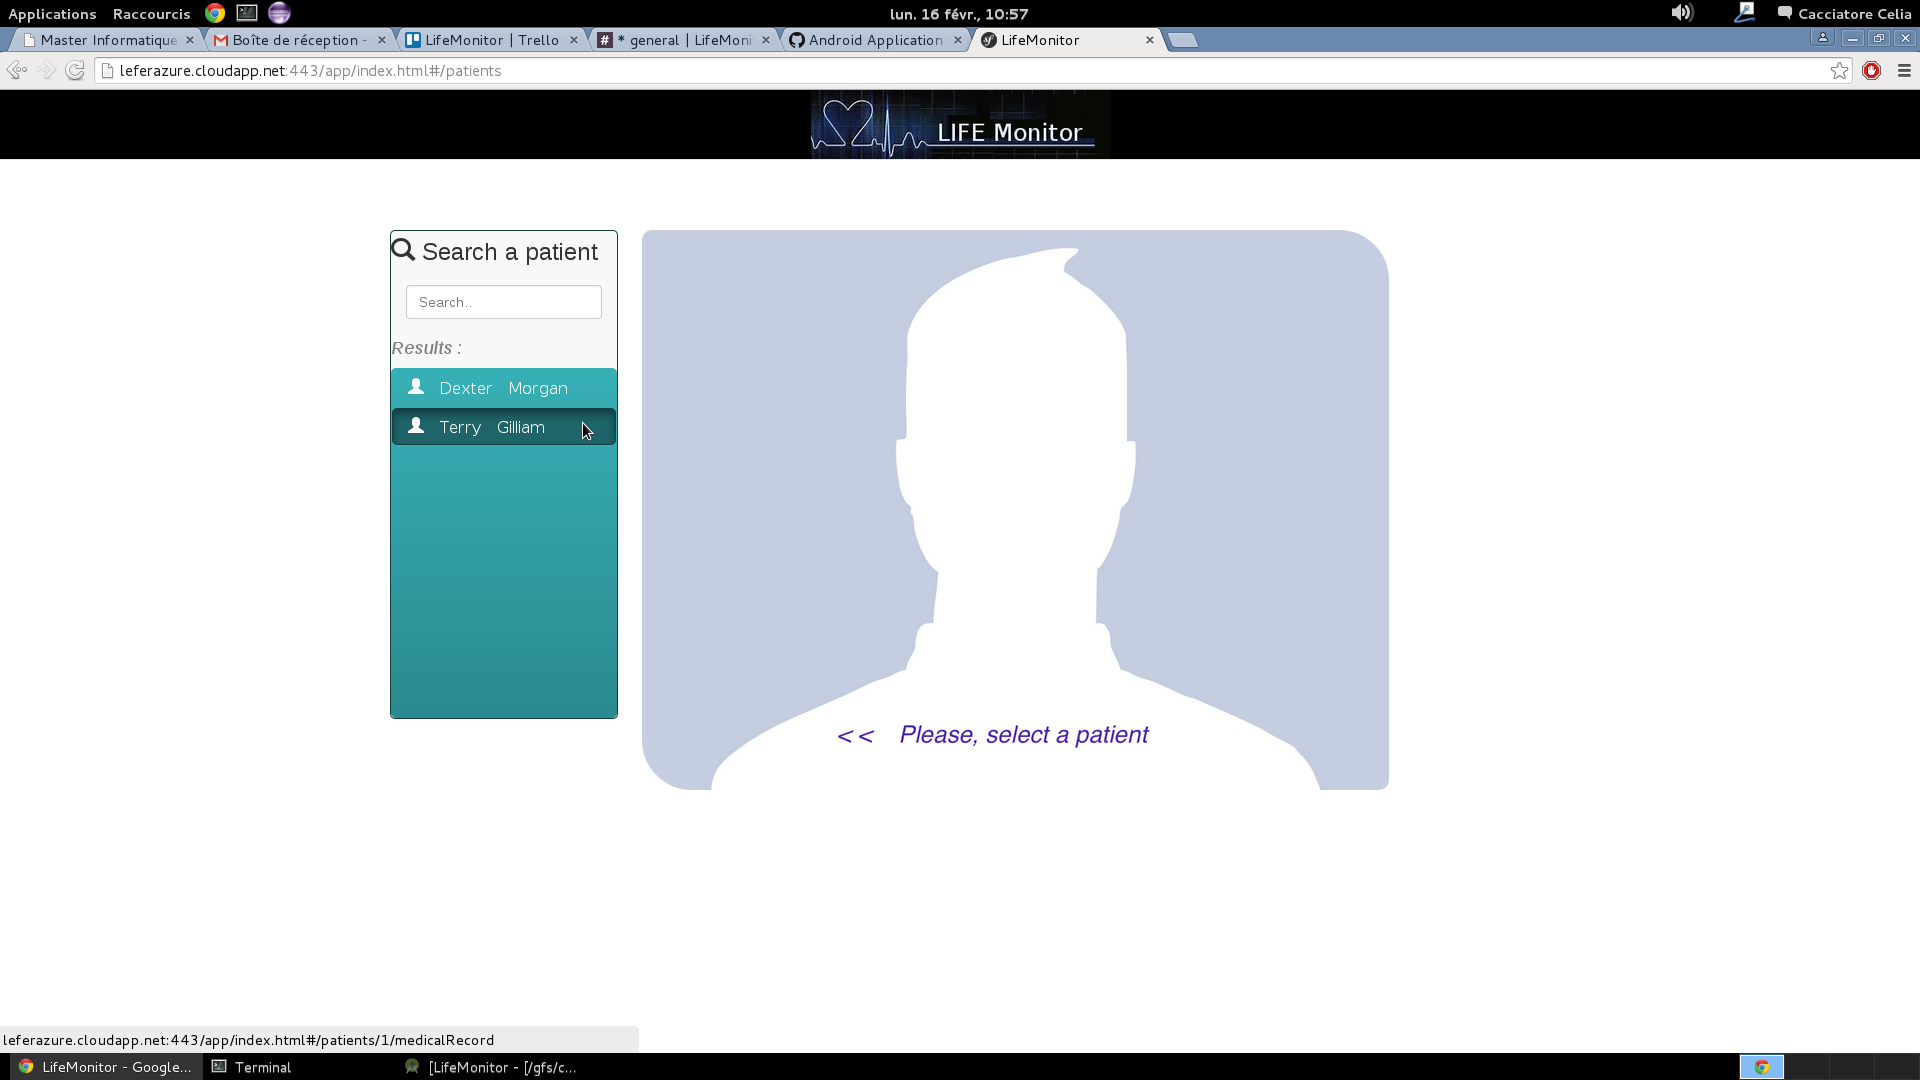 Applications Raccourcis lun. 16 févr., 10:57 Cacciatore Celia
Master Informatique Boîte de réception - LifeMonitor | Trello * general | LifeMoni Android Application LifeMonitor
leferazure.cloudapp.net:443/app/index.html#/patients
LIFE Monitor
Search a patient
Search..
Results :
Dexter Morgan
Terry Gilliam
<< Please, select a patient
leferazure.cloudapp.net:443/app/index.html#/patients/1/medicalRecord
LifeMonitor - Google... Terminal [LifeMonitor - [/gfs/c...